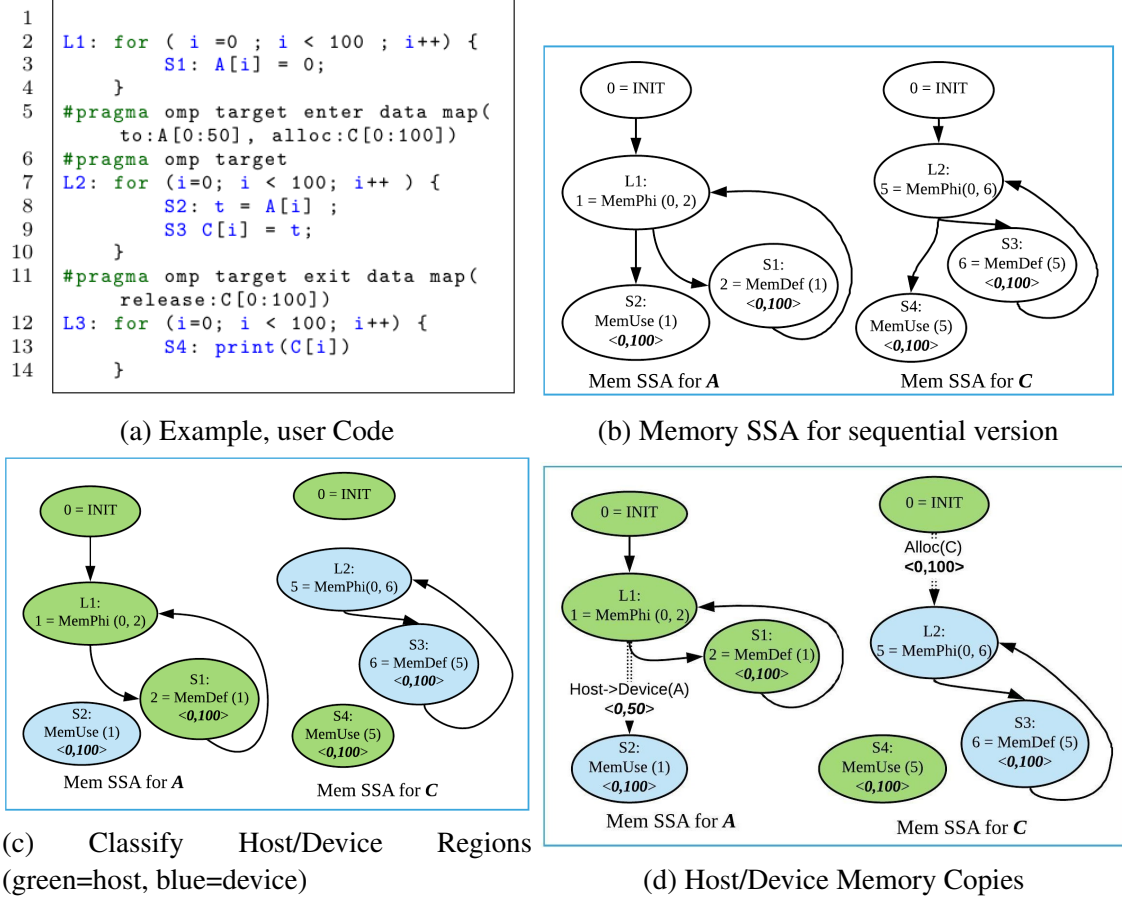 1
2 L1: for ( i =0 ; i < 100 ; i++) {
3 S1: A[i] = 0;
4 }
5 #pragma omp target enter data map(
to:A[0:50], alloc:C[0:100])
6 #pragma omp target
7 L2: for (i=0; i < 100; i++ ) {
8 S2: t = A[i] ;
9 S3 C[i] = t;
10 }
11 #pragma omp target exit data map(
release:C[0:100])
12 L3: for (i=0; i < 100; i++) {
13 S4: print(C[i])
14 }
(a) Example, user Code
0 = INIT
L1:
1 = MemPhi (0, 2)
S1:
2 = MemDef (1)
<0,100>
S2:
MemUse (1)
<0,100>
Mem SSA for A
0 = INIT
L2:
5 = MemPhi (0, 6)
S3:
6 = MemDef (5)
<0,100>
S4:
MemUse (5)
<0,100>
Mem SSA for C
(b) Memory SSA for sequential version
0 = INIT
L1:
1 = MemPhi (0, 2)
S1:
2 = MemDef (1)
<0,100>
S2:
MemUse (1)
<0,100>
Mem SSA for A
0 = INIT
L2:
5 = MemPhi(0, 6)
S3:
6 = MemDef (5)
<0,100>
S4:
MemUse (5)
<0,100>
Mem SSA for C
(c) Classify Host/Device Regions
(green=host, blue=device)
0 = INIT
L1:
1 = MemPhi (0, 2)
S1:
2 = MemDef (1)
<0,100>
Host->Device(A)
<0,50>
S2:
MemUse (1)
<0,100>
Mem SSA for A
0 = INIT
Alloc(C)
<0,100>
L2:
5 = MemPhi(0, 6)
S3:
6 = MemDef (5)
<0,100>
S4:
MemUse (5)
<0,100>
Mem SSA for C
(d) Host/Device Memory Copies